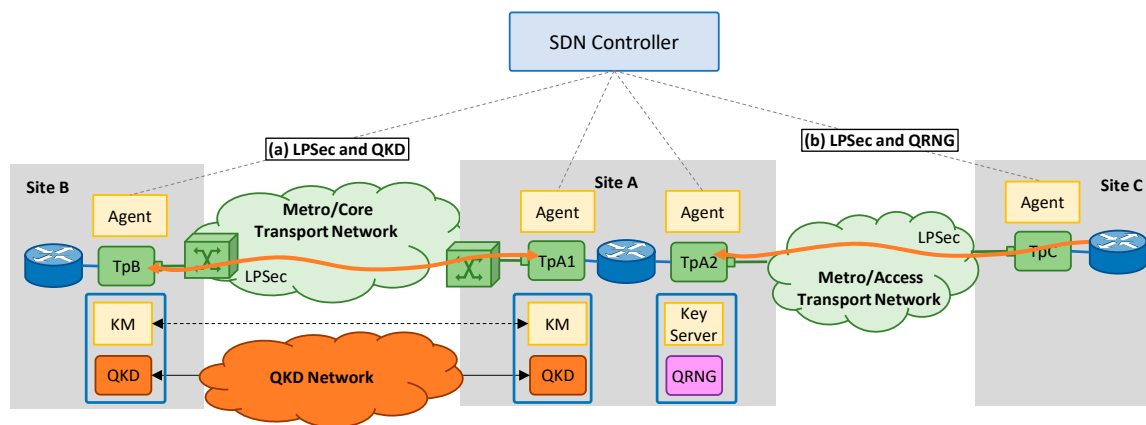 SDN Controller
(a) LPSec and QKD
(b) LPSec and QRNG
Site B
Agent
TpB
Metro/Core
Transport Network
LPSec
KM
QKD
QKD Network
Site A
Agent
Agent
TpA1
TpA2
KM
QKD
Key
Server
QRNG
LPSec
Metro/Access
Transport Network
Site C
Agent
TpC